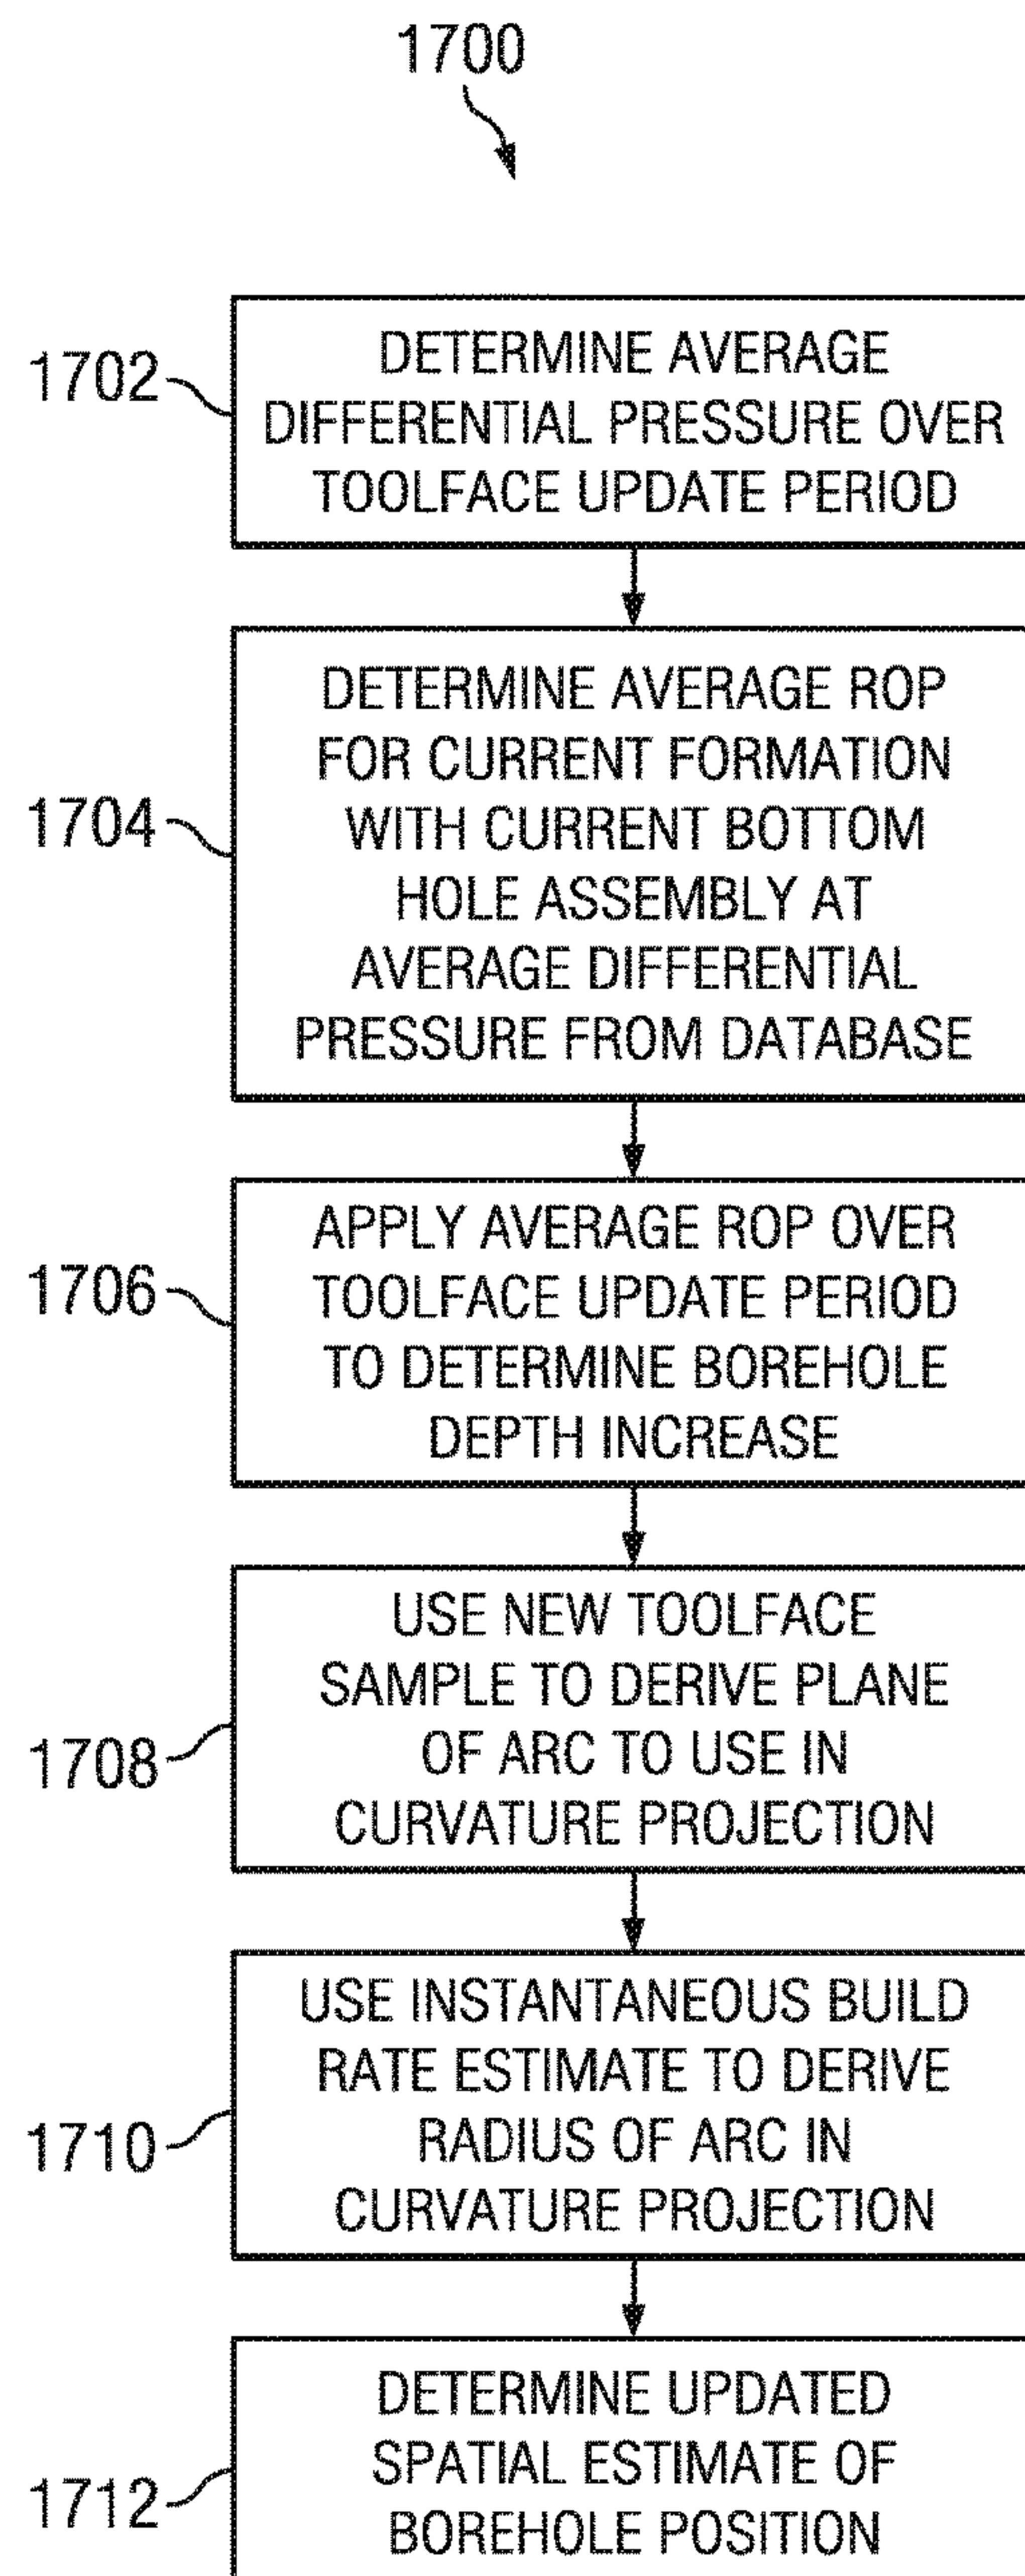 1700
1702
DETERMINE AVERAGE
DIFFERENTIAL PRESSURE OVER
TOOLFACE UPDATE PERIOD
1704
DETERMINE AVERAGE ROP
FOR CURRENT FORMATION
WITH CURRENT BOTTOM
HOLE ASSEMBLY AT
AVERAGE DIFFERENTIAL
PRESSURE FROM DATABASE
1706
APPLY AVERAGE ROP OVER
TOOLFACE UPDATE PERIOD
TO DETERMINE BOREHOLE
DEPTH INCREASE
1708
USE NEW TOOLFACE
SAMPLE TO DERIVE PLANE
OF ARC TO USE IN
CURVATURE PROJECTION
1710
USE INSTANTANEOUS BUILD
RATE ESTIMATE TO DERIVE
RADIUS OF ARC IN
CURVATURE PROJECTION
1712
DETERMINE UPDATED
SPATIAL ESTIMATE OF
BOREHOLE POSITION